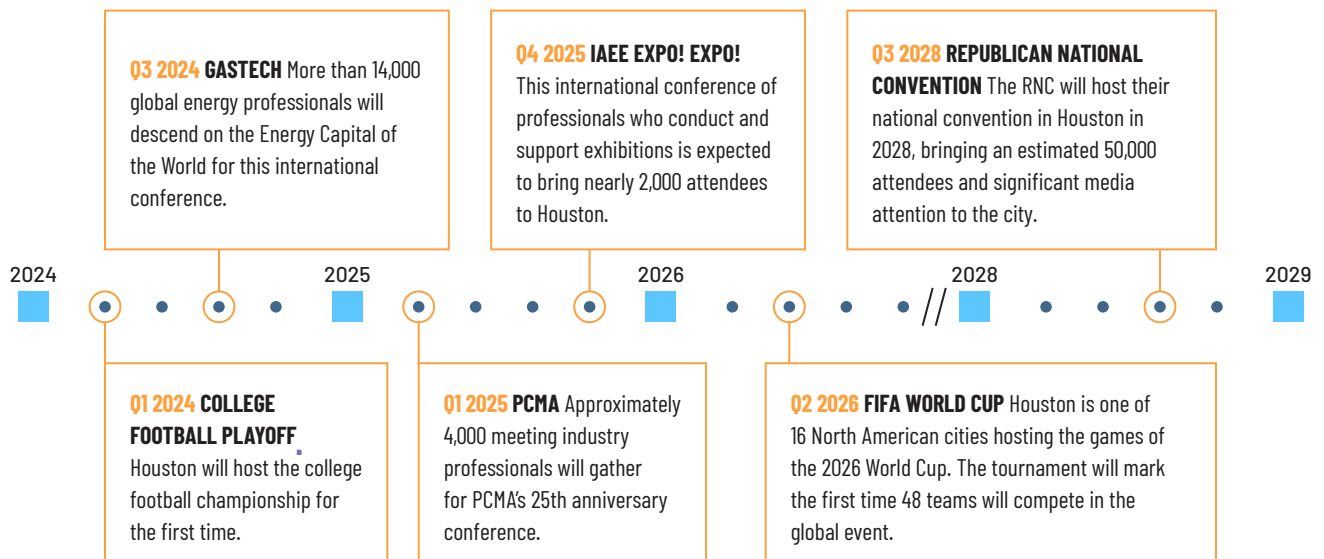 Q3 2024 GASTECH More than 14,000
global energy professionals will
descend on the Energy Capital of
the World for this international
conference.
Q4 2025 IAEE EXPO! EXPO!
This international conference of
professionals who conduct and
support exhibitions is expected
to bring nearly 2,000 attendees
to Houston.
Q3 2028 REPUBLICAN NATIONAL
CONVENTION The RNC will host their
national convention in Houston in
2028, bringing an estimated 50,000
attendees and significant media
attention to the city.
2024
2025
2026
2028
2029
Q1 2024 COLLEGE
FOOTBALL PLAYOFF
Houston will host the college
football championship for
the first time.
Q1 2025 PCMA Approximately
4,000 meeting industry
professionals will gather
for PCMA's 25th anniversary
conference.
Q2 2026 FIFA WORLD CUP Houston is one of
16 North American cities hosting the games of
the 2026 World Cup. The tournament will mark
the first time 48 teams will compete in the
global event.